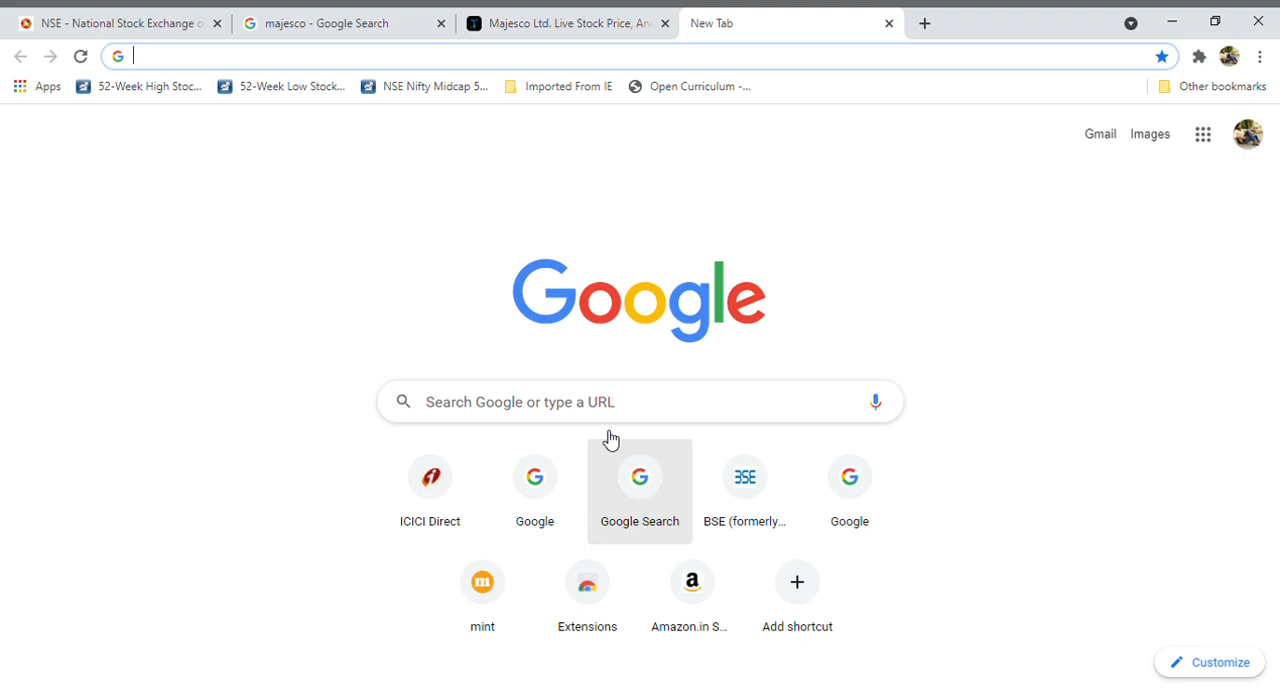 NSE - National Stock Exchange o
majesco - Google Search
Majesco Ltd. Live Stock Price, An
New Tab
Apps
52-Week High Stoc...
52-Week Low Stock...
NSE Nifty Midcap 5...
Imported From IE
Open Curriculum -...
Other bookmarks
Gmail Images
Google
Search Google or type a URL
BSE
ICICI Direct
Google
Google Search
BSE (formerly...
Google
m
a
mint
Extensions
Amazon.in S...
Add shortcut
Customize